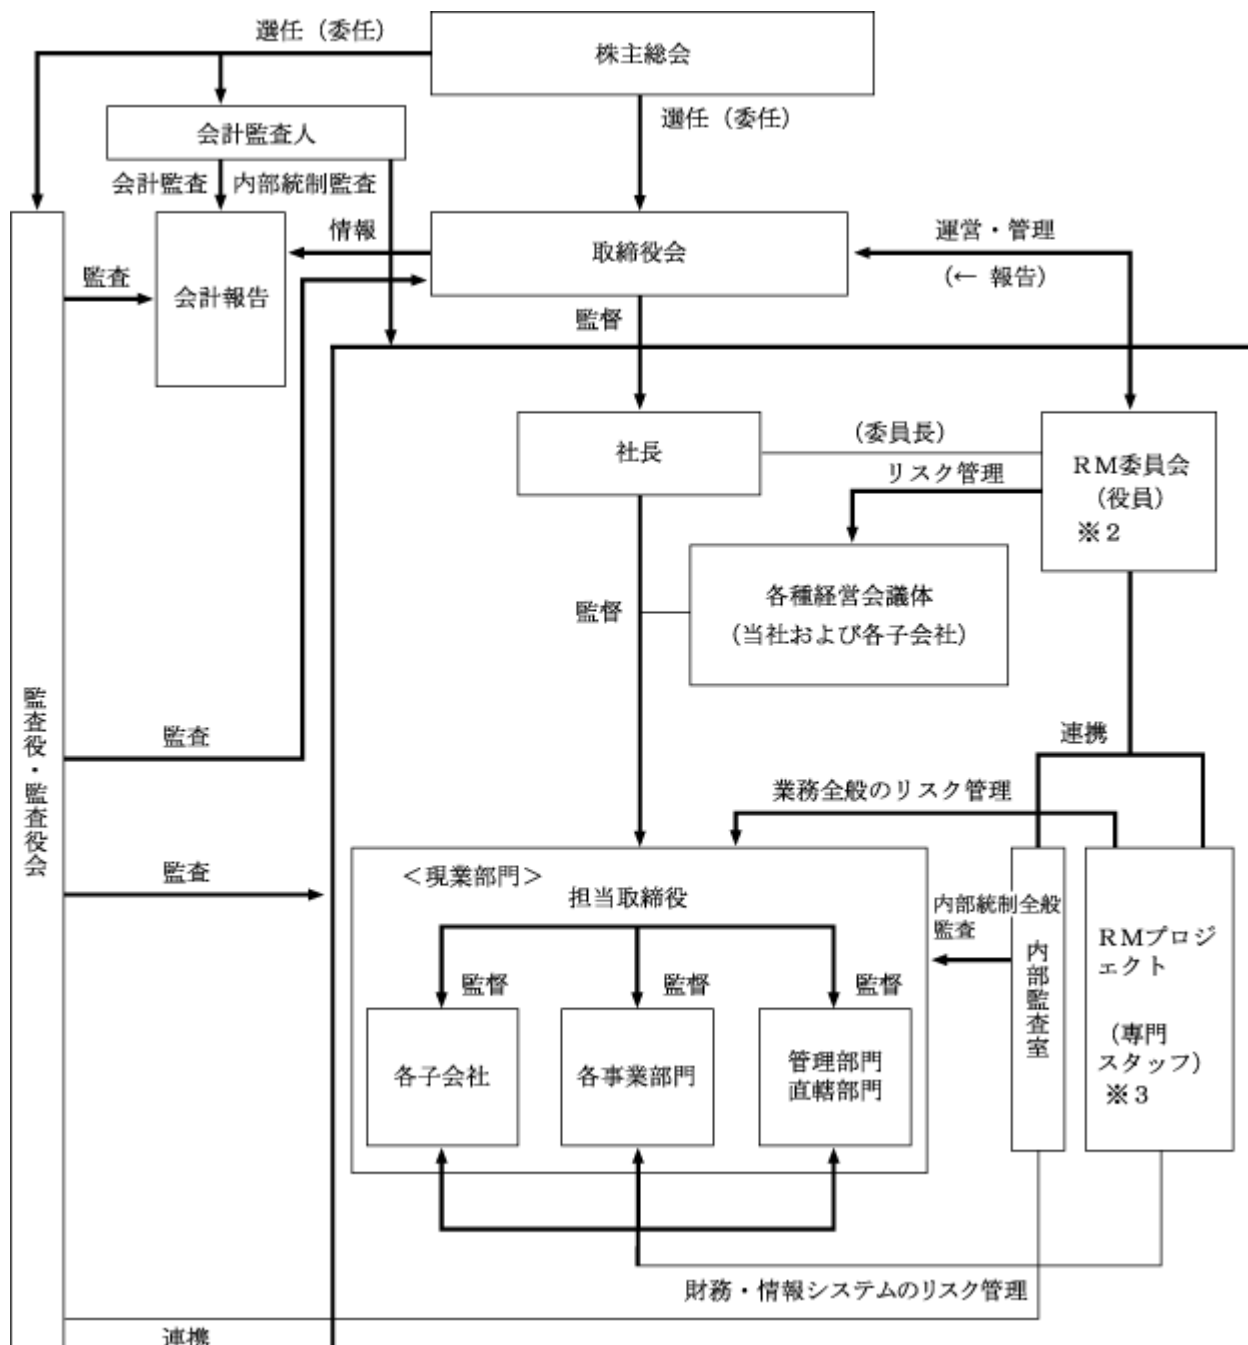 選任（委任）
株主総会
選任（委任）
会計監査人
会計監査
内部統制監査
情報
取締役会
運営・管理
（← 報告）
監査
会計報告
監督
社長
（委員長）
リスク管理
ＲＭ委員会
（役員）
※２
各種経営会議体
（当社および各子会社）
監督
監査役・監査役会
監査
連携
業務全般のリスク管理
監査
＜現業部門＞
担当取締役
内部統制全般
監査
内部監査室
ＲＭプロジ
ェクト
（専門
スタッフ）
※３
監督
監督
監督
各子会社
各事業部門
管理部門
直轄部門
財務・情報システムのリスク管理
連携